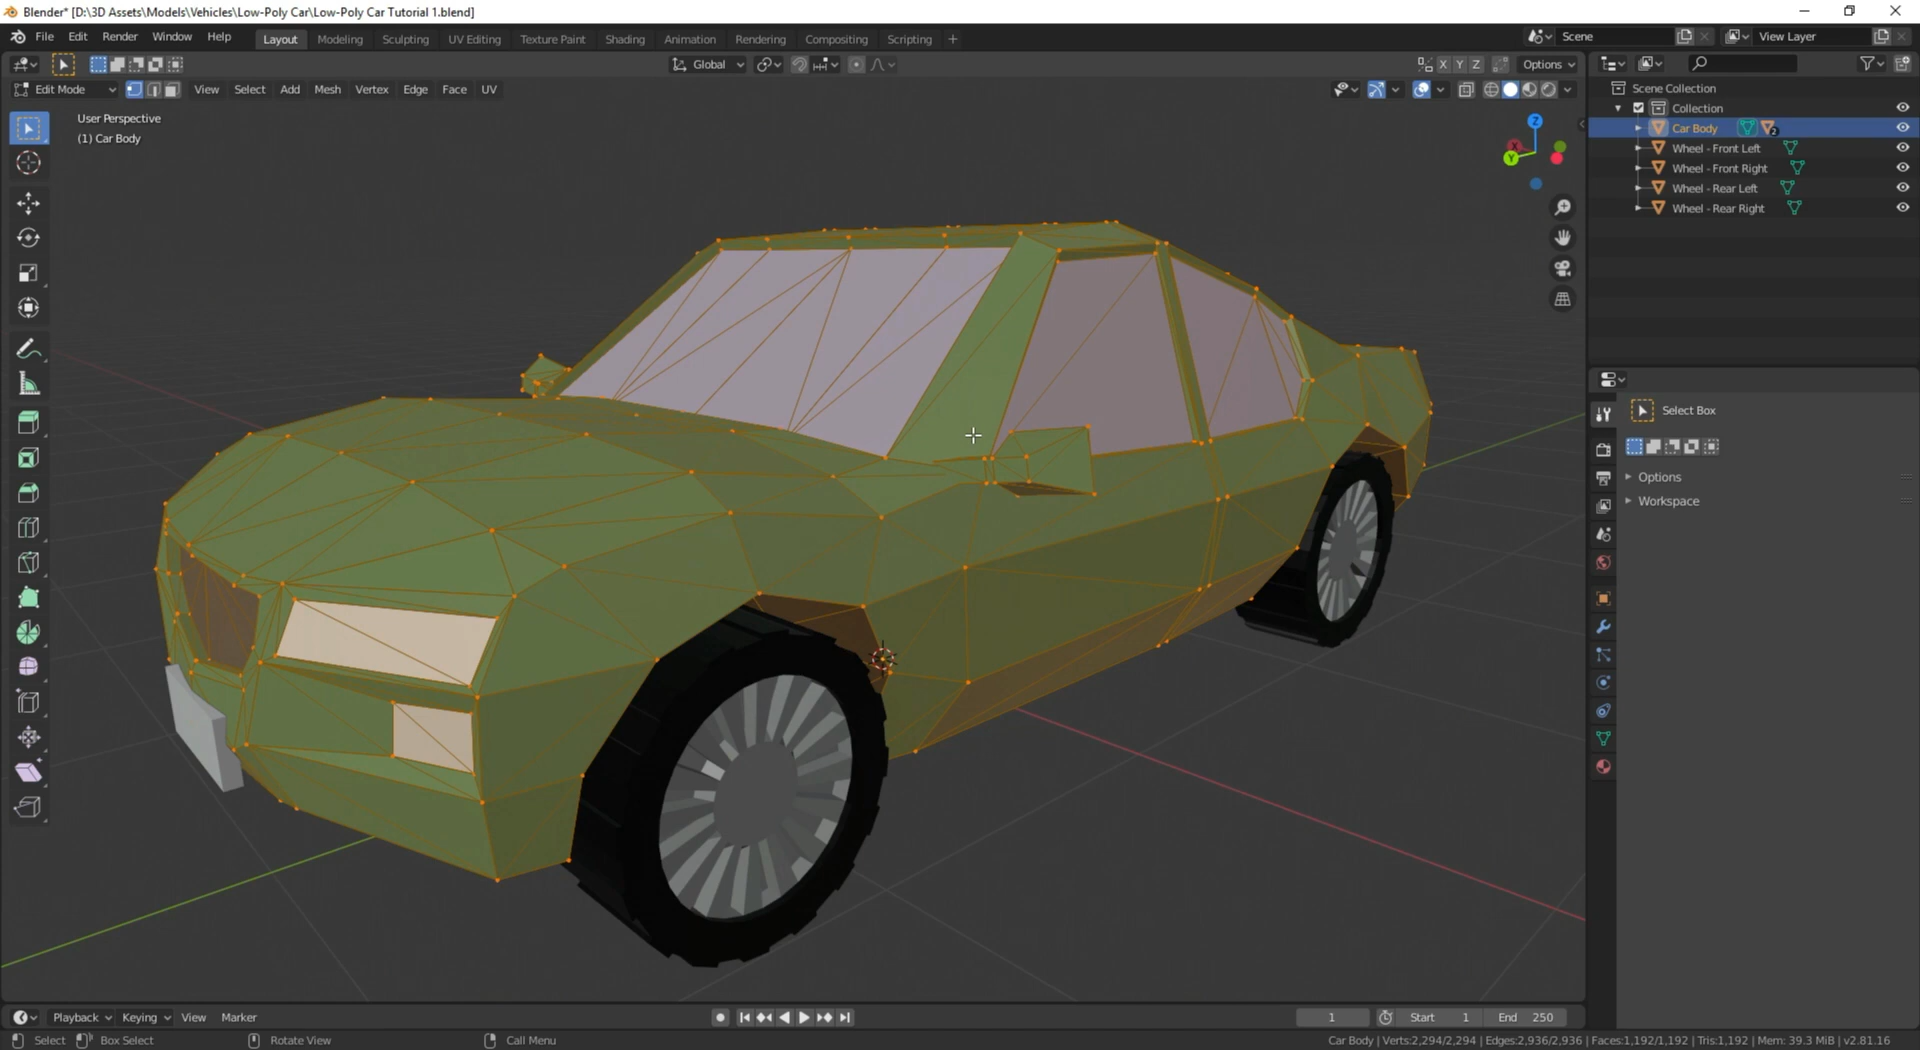 Blender* [D:\3D Assets\Models\Vehicles\Low-Poly Car\Low-Poly Car Tutorial 1.blend]
File Edit Render Window Help Layout Modeling Sculpting UV Editing Texture Paint Shading Animation Rendering Compositing Scripting + Scene View Layer
Global X Y Z Options
Edit Mode View Select Add Mesh Vertex Edge Face UV
User Perspective
(1) Car Body
Z
X
Y
Scene Collection
Collection
Car Body 2
Wheel - Front Left
Wheel - Front Right
Wheel - Rear Left
Wheel - Rear Right
Select Box
Options
Workspace
Playback Keying View Marker 1 Start 1 End 250
Select Box Select Rotate View Call Menu Car Body | Verts:2,294/2,294 | Edges:2,936/2,936 | Faces:1,192/1,192 | Tris:1,192 | Mem: 39.3 MiB | v2.81.16